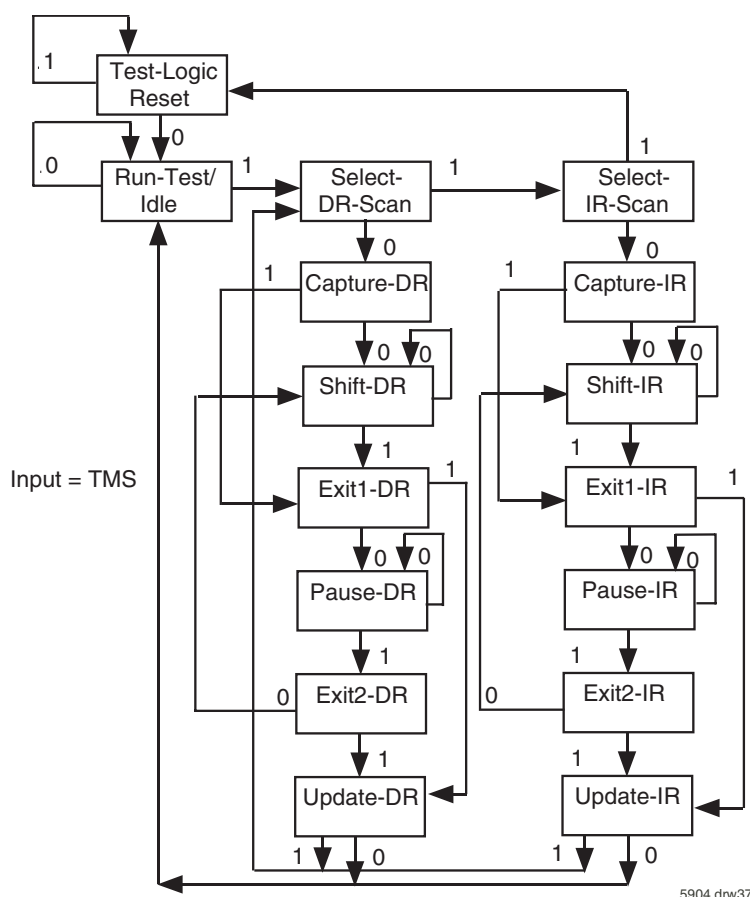 .1
Test-Logic
Reset
0
.0
Run-Test/
Idle
1
Select-
DR-Scan
1
Select-
IR-Scan
1
0
0
1
Capture-DR
1
Capture-IR
0
0
0
0
Shift-DR
Shift-IR
1
1
Input = TMS
Exit1-DR
1
Exit1-IR
1
0
0
0
0
Pause-DR
Pause-IR
1
1
0
Exit2-DR
0
Exit2-IR
1
1
Update-DR
Update-IR
1
0
1
0
5904 drw37